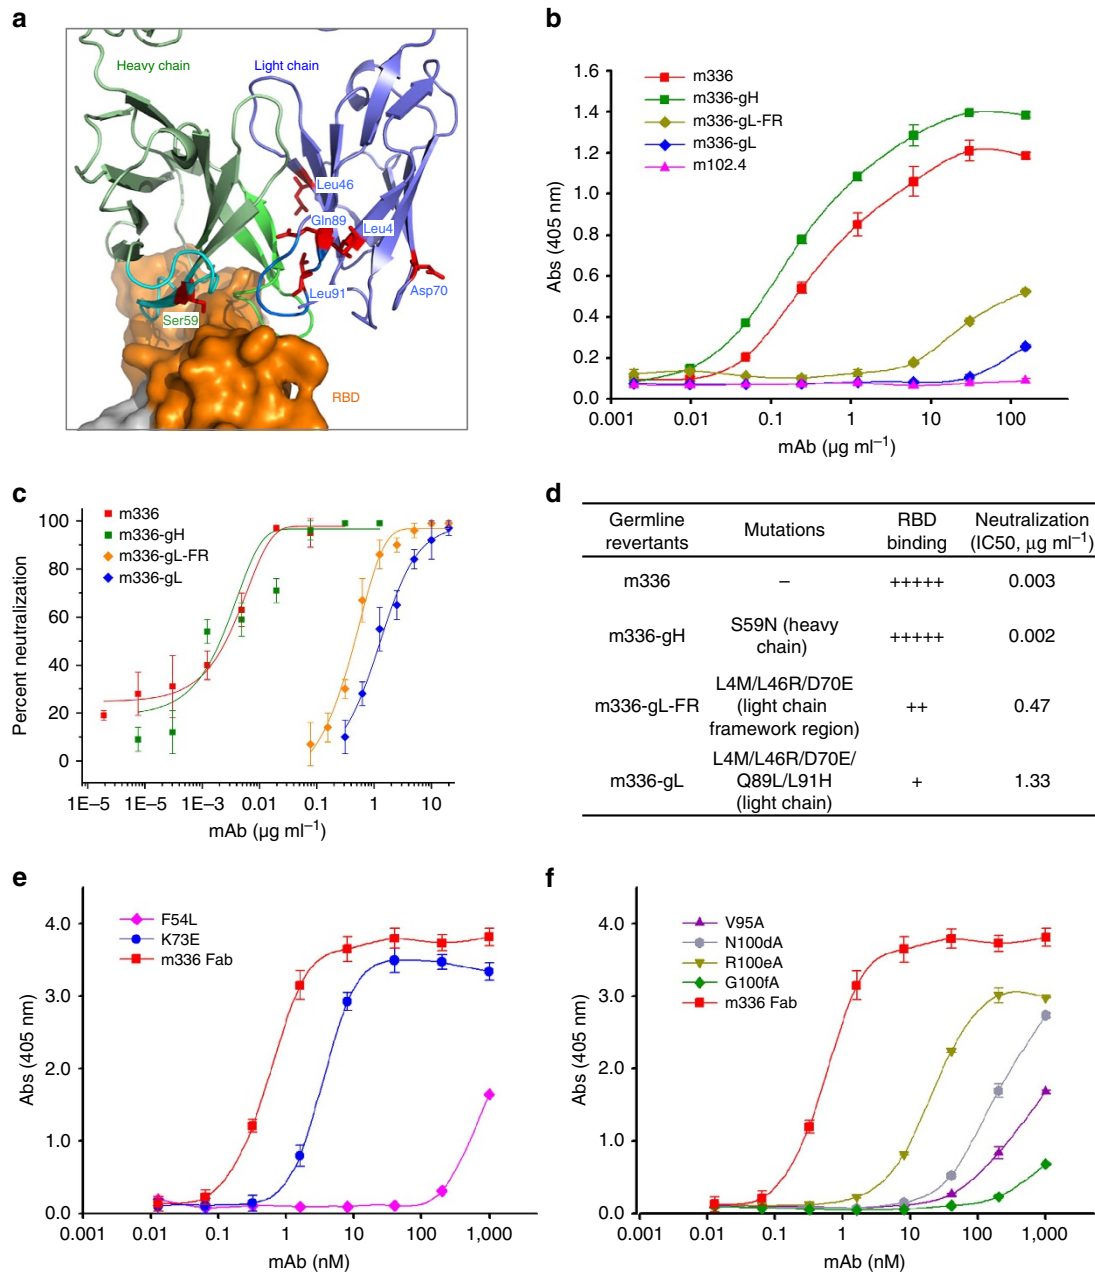 a
Heavy chain
Light chain
Leu46
Gln89
Leu4
Leu91
Asp70
Ser59
RBD
b
m336
m336-gH
m336-gL-FR
m336-gL
m102.4
1.6
1.4
1.2
1.0
0.8
0.6
0.4
0.2
0.0
Abs (405 nm)
0.001 0.01 0.1 1 10 100
mAb (µg ml⁻¹)
c
m336
m336-gH
m336-gL-FR
m336-gL
100
80
60
40
20
0
Percent neutralization
1E–5 1E–5 1E–3 0.01 0.1 1 10
mAb (µg ml⁻¹)
d
Germline revertants Mutations RBD binding Neutralization (IC50, µg ml⁻¹)
m336 – +++++ 0.003
m336-gH S59N (heavy chain) +++++ 0.002
m336-gL-FR L4M/L46R/D70E (light chain framework region) ++ 0.47
m336-gL L4M/L46R/D70E/Q89L/L91H (light chain) + 1.33
e
F54L
K73E
m336 Fab
4.0
3.0
2.0
1.0
0.0
Abs (405 nm)
0.001 0.01 0.1 1 10 100 1,000
mAb (nM)
f
V95A
N100dA
R100eA
G100fA
m336 Fab
4.0
3.0
2.0
1.0
0.0
Abs (405 nm)
0.001 0.01 0.1 1 10 100 1,000
mAb (nM)